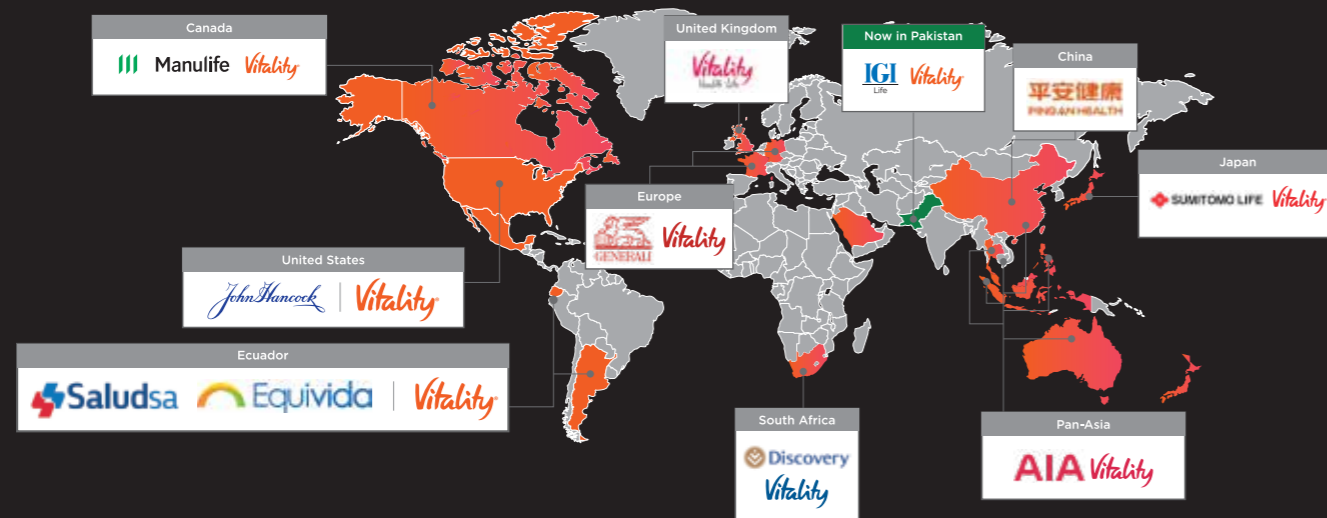 Canada
Manulife Vitality
United Kingdom
Vitality
Health Life
Now in Pakistan
IGI
Life
Vitality
China
平安健康
PING AN HEALTH
Japan
SUMITOMO LIFE Vitality
Europe
GENERALI
Vitality
United States
John Hancock Vitality
Ecuador
Saludsa Equivida Vitality
South Africa
Discovery
Vitality
Pan-Asia
AIA Vitality